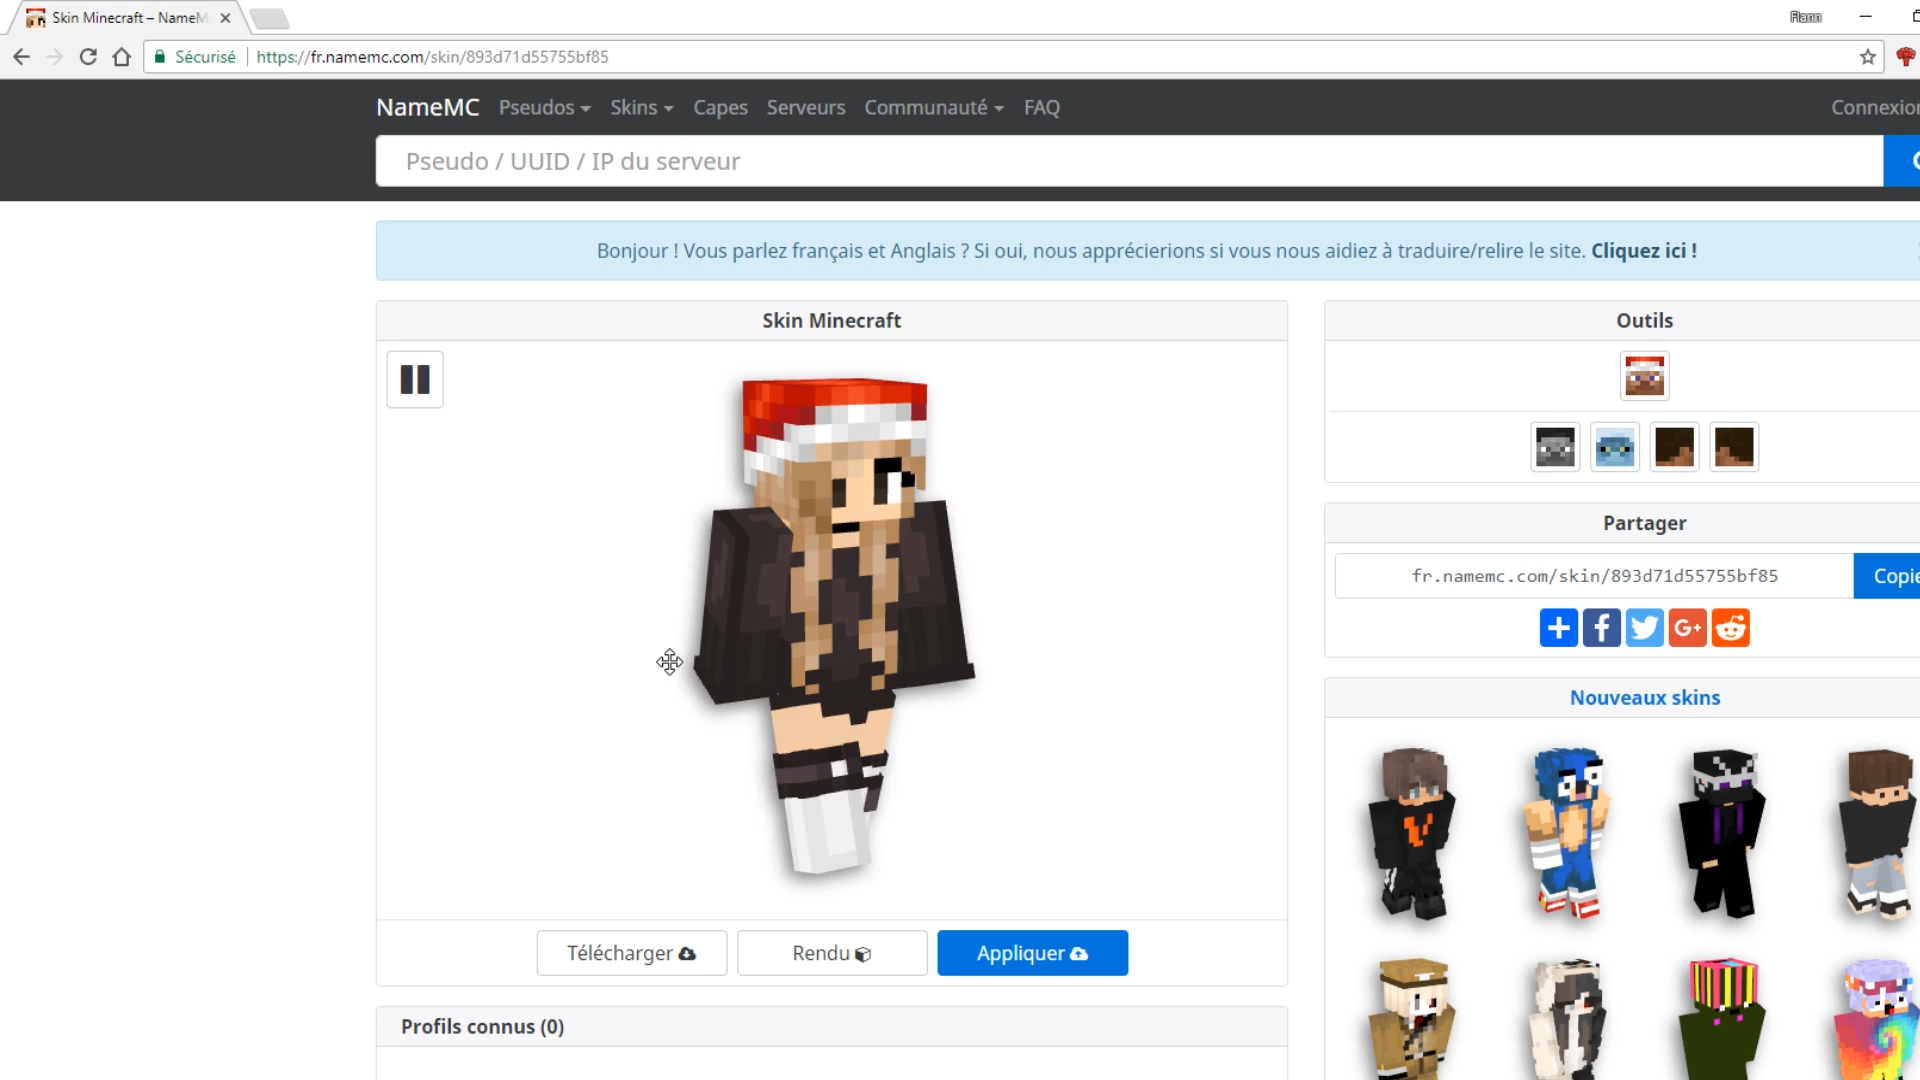 Skin Minecraft – NameM
Flann
Sécurisé
https://fr.namemc.com/skin/893d71d55755bf85
NameMC Pseudos Skins Capes Serveurs Communauté FAQ
Connexion
Pseudo / UUID / IP du serveur
Bonjour ! Vous parlez français et Anglais ? Si oui, nous apprécierions si vous nous aidiez à traduire/relire le site. Cliquez ici !
Skin Minecraft
Outils
Partager
fr.namemc.com/skin/893d71d55755bf85
Copie
Nouveaux skins
Télécharger
Rendu
Appliquer
Profils connus (0)